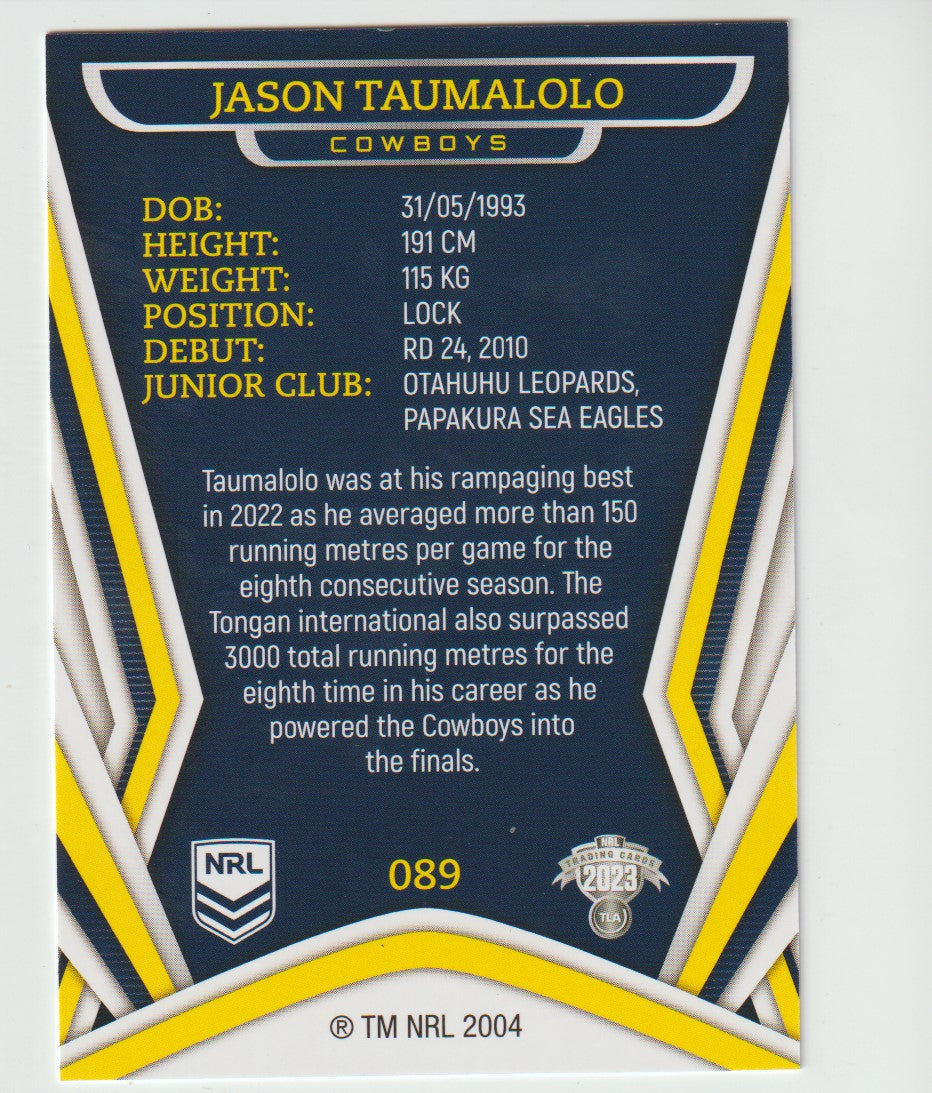 JASON TAUMALOLO
COWBOYS
DOB: 31/05/1993
HEIGHT: 191 CM
WEIGHT: 115 KG
POSITION: LOCK
DEBUT: RD 24, 2010
JUNIOR CLUB: OTAHUHU LEOPARDS,
PAPAKURA SEA EAGLES
Taumalolo was at his rampaging best
in 2022 as he averaged more than 150
running metres per game for the
eighth consecutive season. The
Tongan international also surpassed
3000 total running metres for the
eighth time in his career as he
powered the Cowboys into
the finals.
NRL
089
NRL
TRADING CARDS
2023
TLA
® TM NRL 2004